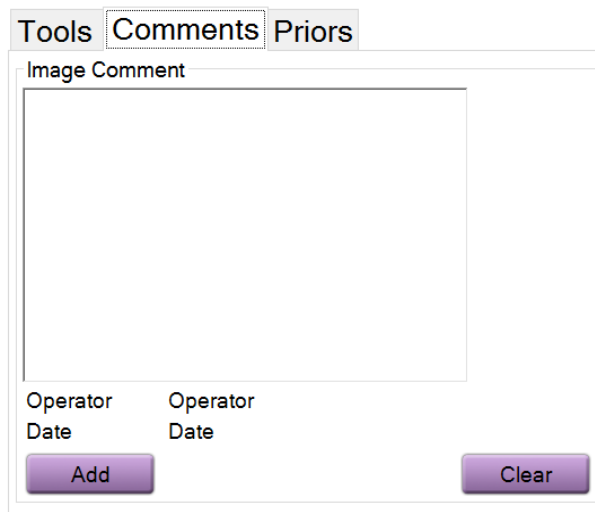 Tools Comments Priors
Image Comment
Operator Operator
Date Date
Add Clear